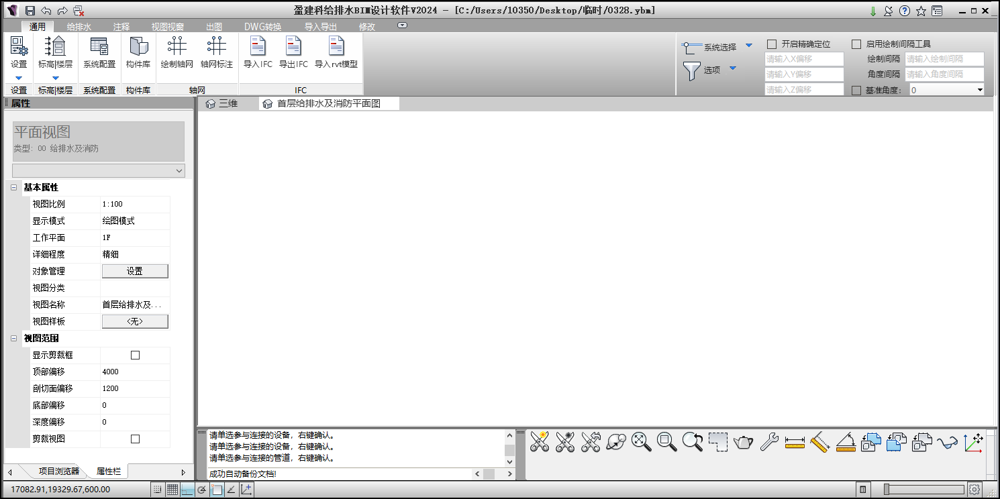 盈建科给排水BIM设计软件V2024 - [C:/Users/10350/Desktop/临时/0328.ybm]
通用 给排水 注释 视图视窗 出图 DWG转换 导入导出 修改
设置 标高|楼层 系统配置 构件库 绘制轴网 轴网标注 导入IFC 导出IFC 导入rvt模型
设置 标高|楼层 系统配置 构件库 轴网 IFC
系统选择 开启精确定位 启用绘制间隔工具
请输入X偏移 绘制间隔 请输入绘制间隔
选项 请输入Y偏移 角度间隔 请输入角度间隔
请输入Z偏移 基准角度: 0
属性 三维 首层给排水及消防平面图
平面视图
类型: 00 给排水及消防
基本属性
视图比例 1:100
显示模式 绘图模式
工作平面 1F
详细程度 精细
对象管理 设置
视图分类
视图名称 首层给排水及...
视图样板 <无>
视图范围
显示剪裁框
顶部偏移 4000
剖切面偏移 1200
底部偏移 0
深度偏移 0
剪裁视图
项目浏览器 属性栏
请单选参与连接的设备，右键确认。
请单选参与连接的设备，右键确认。
请单选参与连接的管道，右键确认。
成功自动备份文档!
17082.91,19329.67,600.00